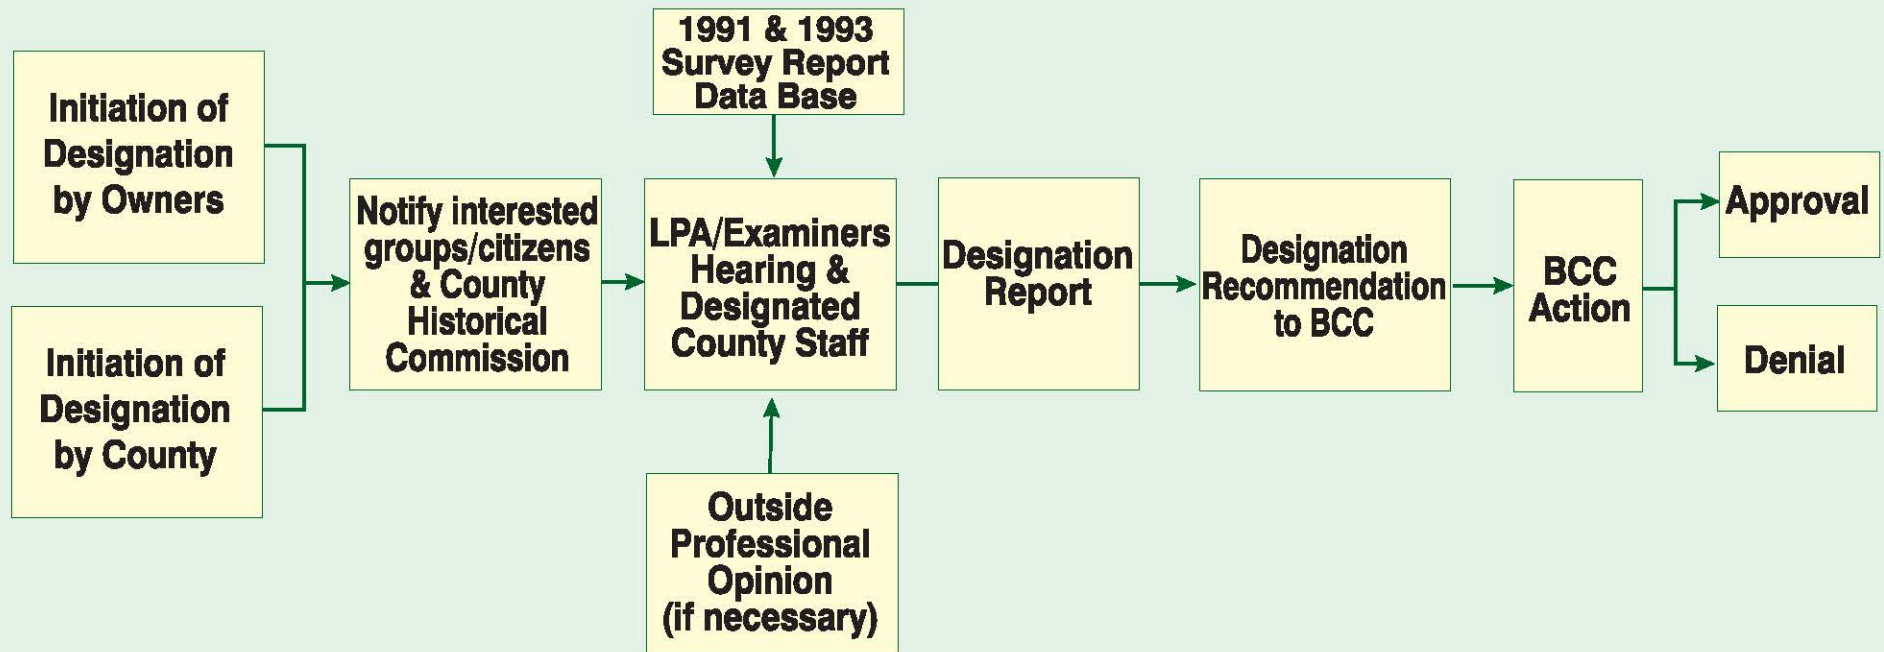 Initiation of
Designation
by Owners
Initiation of
Designation
by County
Notify interested
groups/citizens
& County
Historical
Commission
1991 & 1993
Survey Report
Data Base
LPA/Examiners
Hearing &
Designated
County Staff
Outside
Professional
Opinion
(if necessary)
Designation
Report
Designation
Recommendation
to BCC
BCC
Action
Approval
Denial